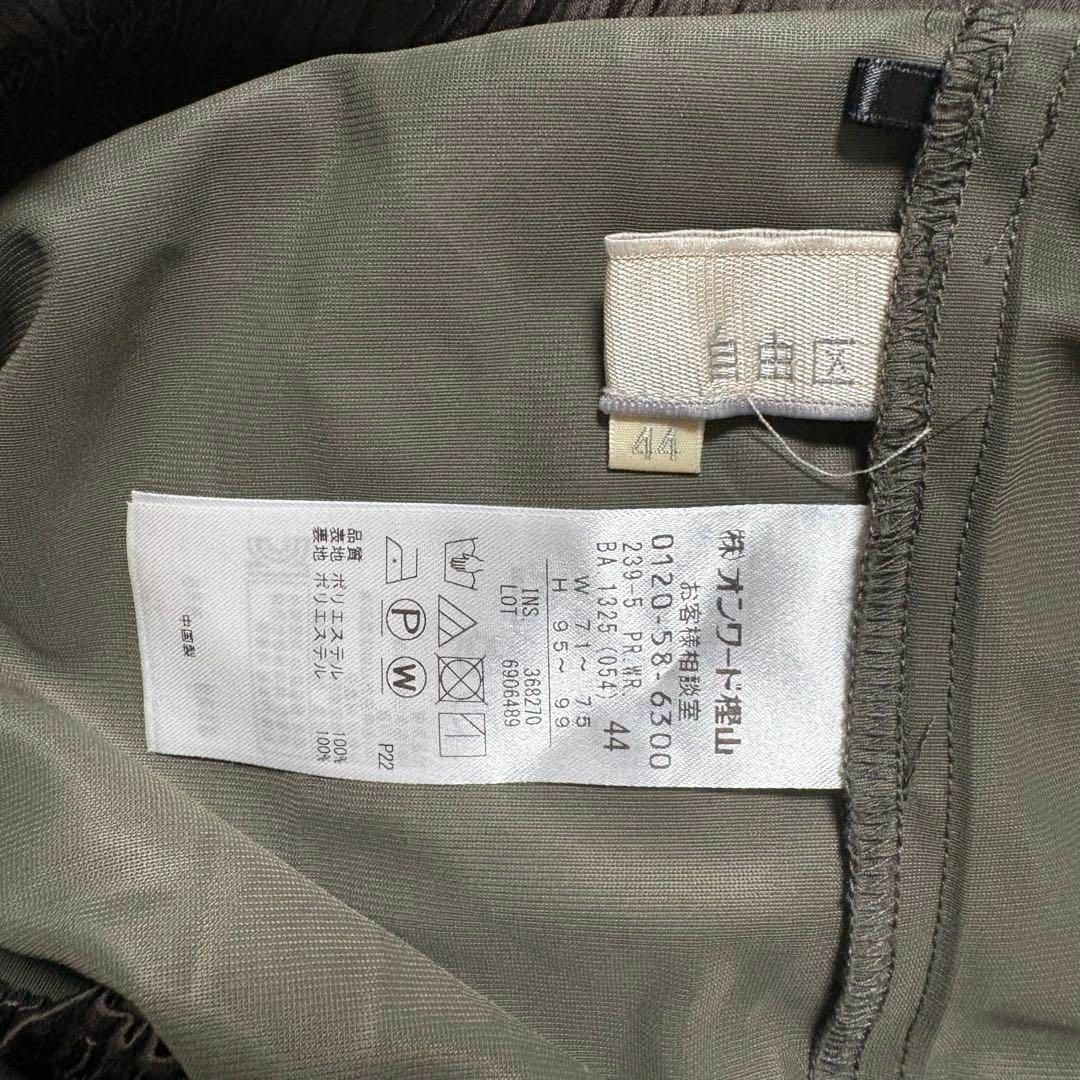 自由区
44
㈱オンワード樫山
お客様相談室
0120-58-6300
239-5 PR.WR.
BA 1325 (054) 44
W 71~ 75
H 95~ 99
INS 368270
LOT 6906489
P W
P22
品質
表地 ポリエステル 100%
裏地 ポリエステル 100%
中国製